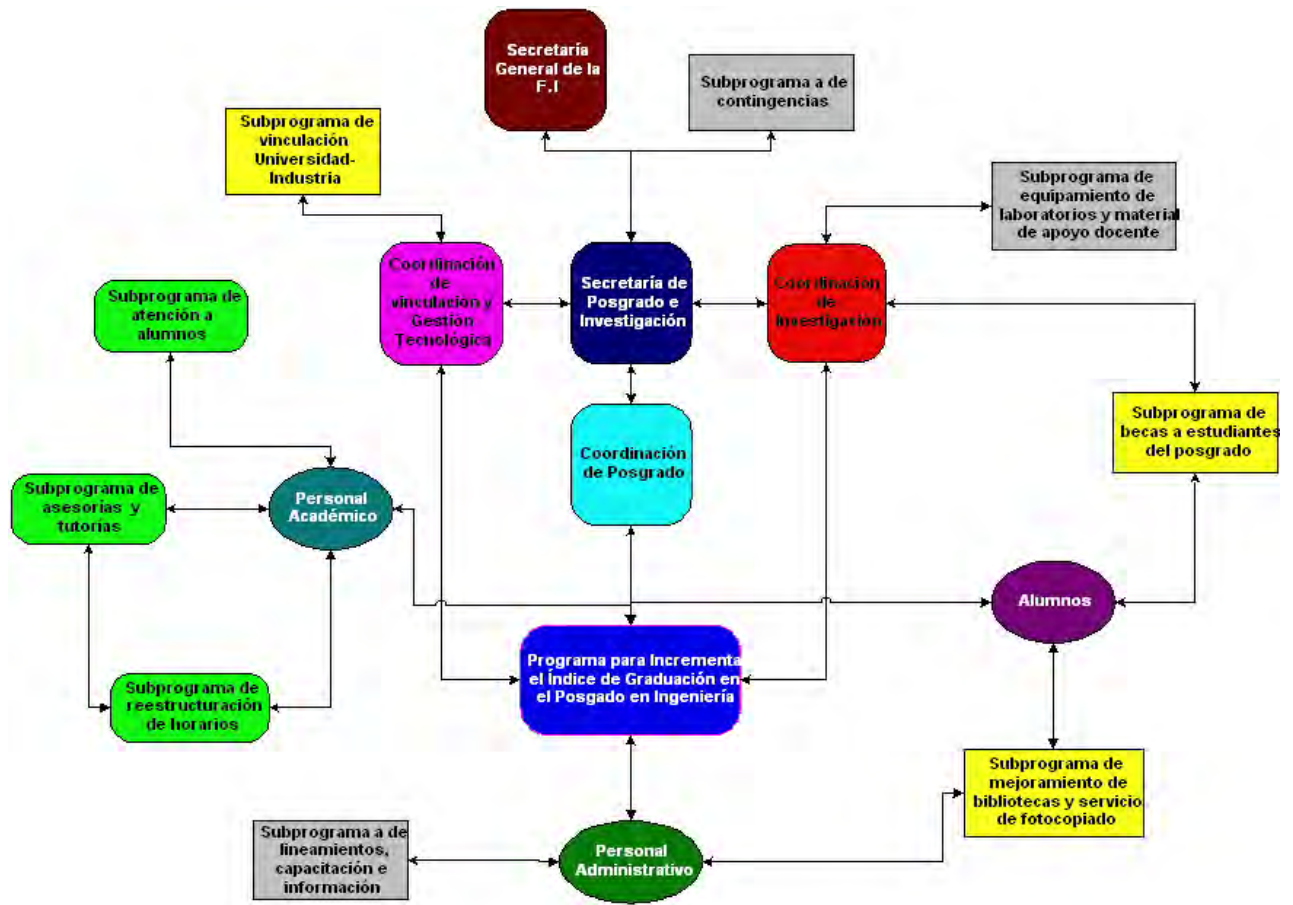 Secretaría
General de la
F.I
Subprograma a de
contingencias
Subprograma de
vinculación
Universidad-
Industria
Subprograma de
equipamiento de
laboratorios y material
de apoyo docente
Coordinación
de
vinculación y
Gestión
Tecnológica
Secretaría de
Posgrado e
Investigación
Coordinación
de
Investigación
Subprograma de
atención a
alumnos
Subprograma de
becas a estudiantes
del posgrado
Coordinación
de Posgrado
Subprograma de
asesorías y
tutorías
Personal
Académico
Alumnos
Programa para Incrementa
el Índice de Graduación en
el Posgado en Ingeniería
Subprograma de
reestructuración
de horarios
Subprograma de
mejoramiento de
bibliotecas y servicio
de fotocopiado
Subprograma a de
lineamientos,
capacitación e
información
Personal
Administrativo